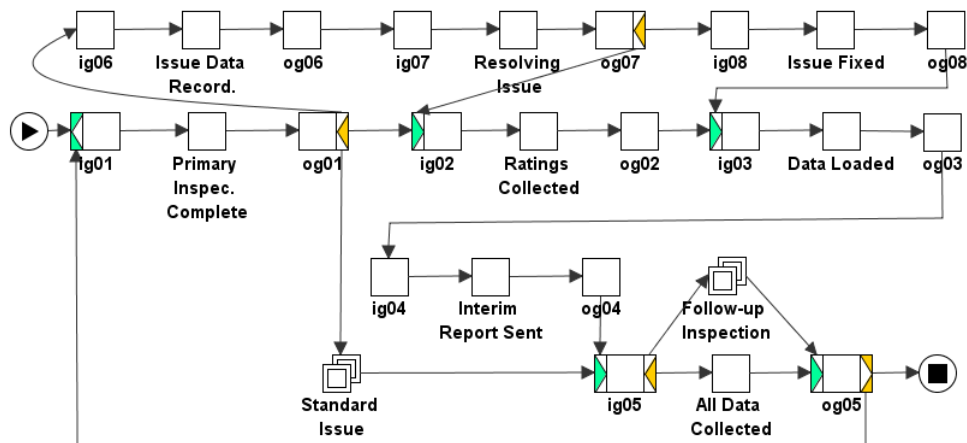 ig06
Issue Data
Record.
og06
ig07
Resolving
Issue
og07
ig08
Issue Fixed
og08
ig01
Primary
Inspec.
Complete
og01
ig02
Ratings
Collected
og02
ig03
Data Loaded
og03
ig04
Interim
Report Sent
og04
Follow-up
Inspection
Standard
Issue
ig05
All Data
Collected
og05